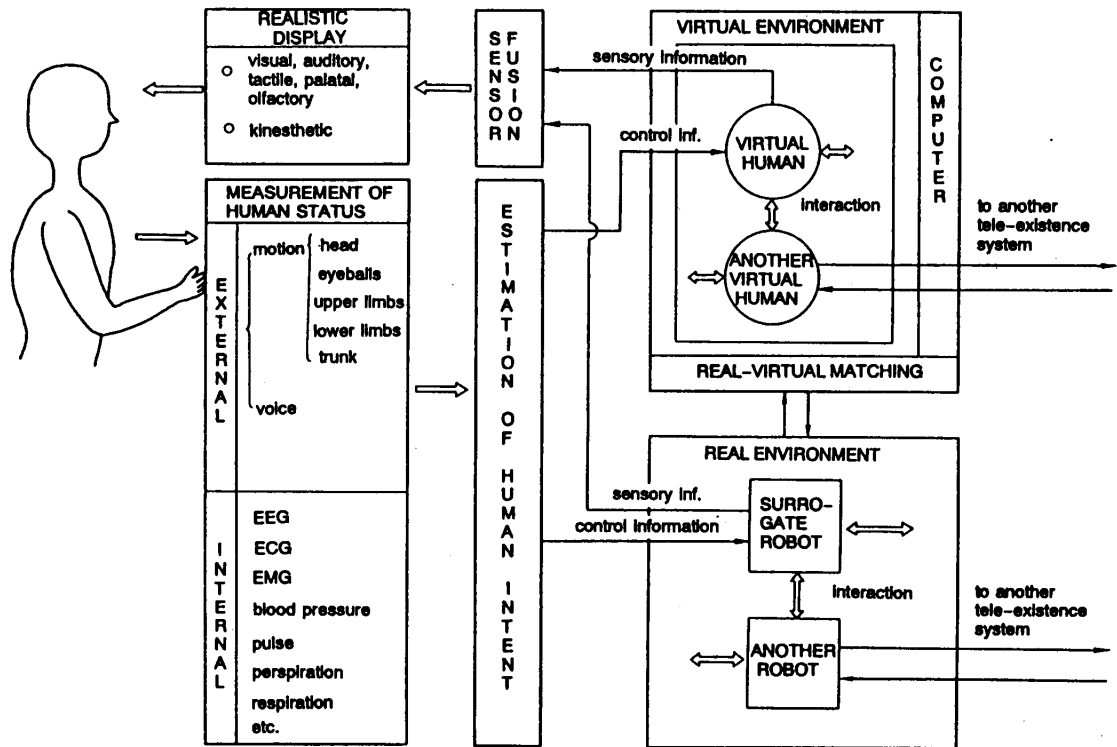 REALISTIC
DISPLAY
visual, auditory,
tactile, palatal,
olfactory
kinesthetic
SENSOR
FUSION
MEASUREMENT OF
HUMAN STATUS
EXTERNAL
motion
head
eyeballs
upper limbs
lower limbs
trunk
voice
INTERNAL
EEG
ECG
EMG
blood pressure
pulse
perspiration
respiration
etc.
ESTIMATION OF HUMAN INTENT
sensory information
control inf.
VIRTUAL ENVIRONMENT
VIRTUAL
HUMAN
interaction
ANOTHER
VIRTUAL
HUMAN
COMPUTER
REAL-VIRTUAL MATCHING
to another
tele-existence
system
REAL ENVIRONMENT
sensory inf.
control information
SURRO-
GATE
ROBOT
interaction
ANOTHER
ROBOT
to another
tele-existence
system